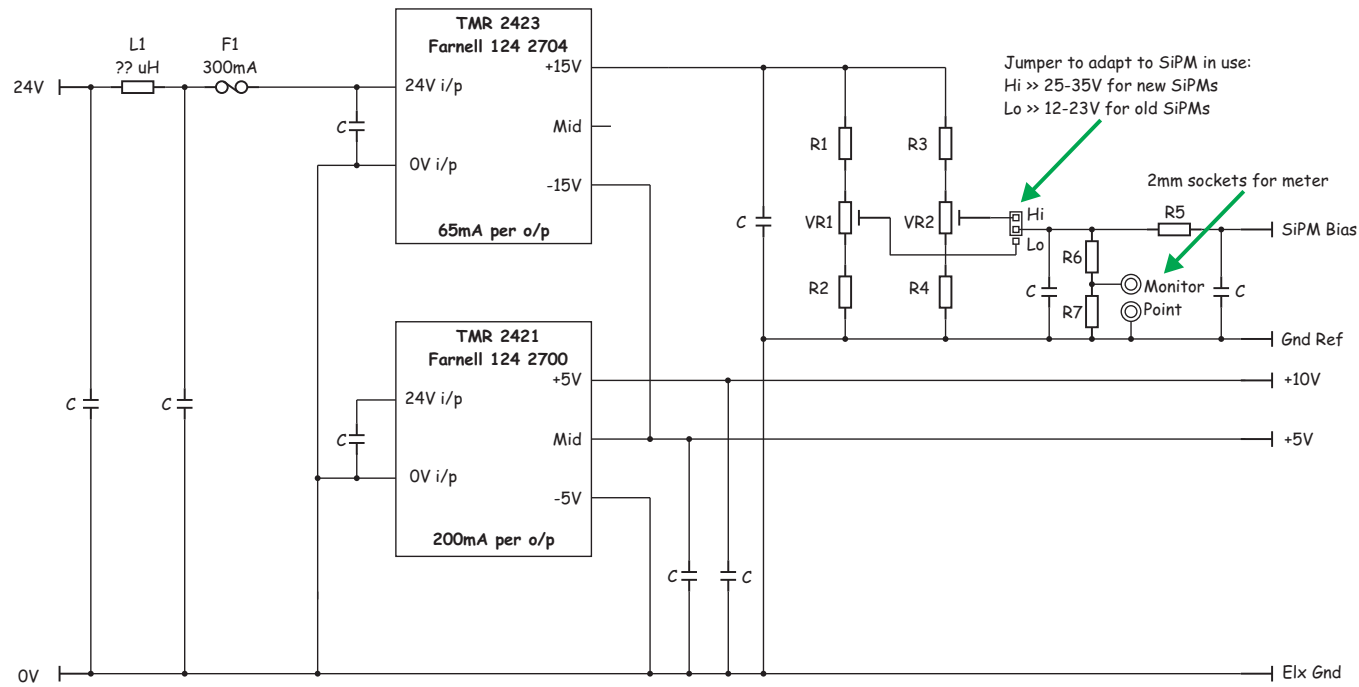 TMR 2423
Farnell 124 2704
L1
?? uH
F1
300mA
24V
24V i/p
+15V
Mid
0V i/p
-15V
65mA per o/p
C
C
C
C
Jumper to adapt to SiPM in use:
Hi >> 25-35V for new SiPMs
Lo >> 12-23V for old SiPMs
2mm sockets for meter
R1
R3
VR1
VR2
Hi
Lo
R2
R4
R5
R6
R7
C
C
Monitor
Point
SiPM Bias
Gnd Ref
TMR 2421
Farnell 124 2700
+5V
24V i/p
Mid
0V i/p
-5V
200mA per o/p
C
C
C
+10V
+5V
0V
Elx Gnd